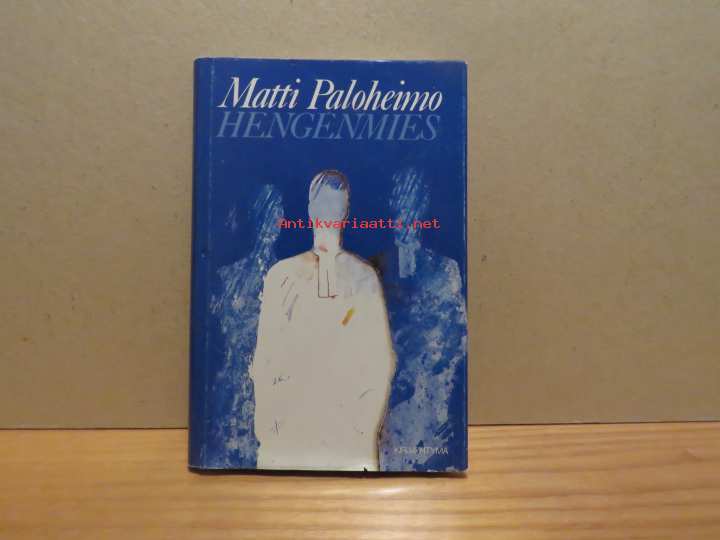 Matti Paloheimo
HENGENMIES
Antikvariaatti.net
KIRJAYHTYMÄ